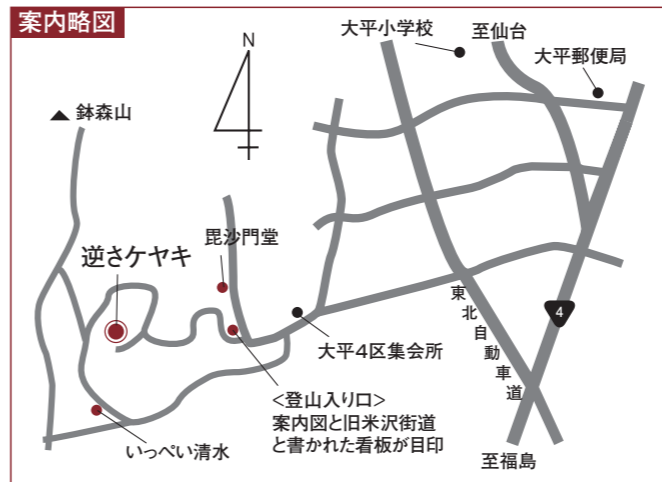 案内略図
大平小学校
至仙台
大平郵便局
N
鉢森山
毘沙門堂
逆さケヤキ
東北自動車道
4
大平4区集会所
<登山入り口>
案内図と旧米沢街道
と書かれた看板が目印
いっぺい清水
至福島